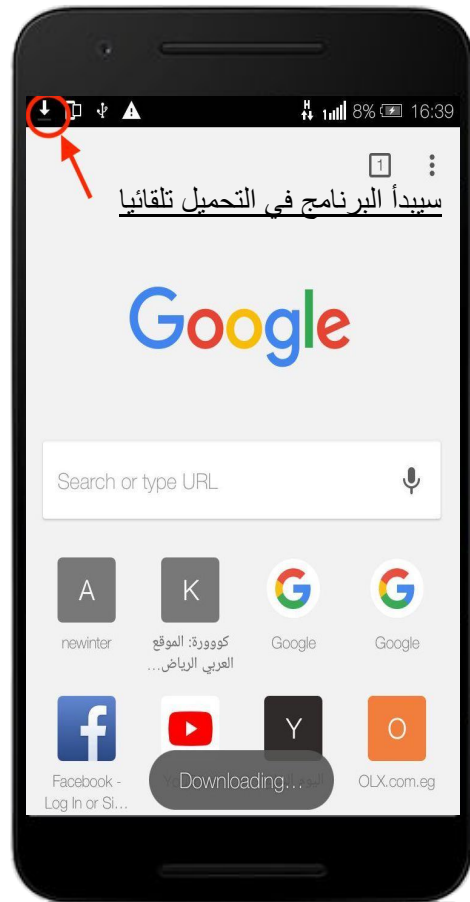 8% 16:39
1
سيبدأ البرنامج في التحميل تلقائيا
Google
Search or type URL
A
K
G
G
newinter
كووورة: الموقع
العربي الرياض...
Google
Google
f
Y
O
Facebook -
Log In or Si...
Downloading...
OLX.com.eg